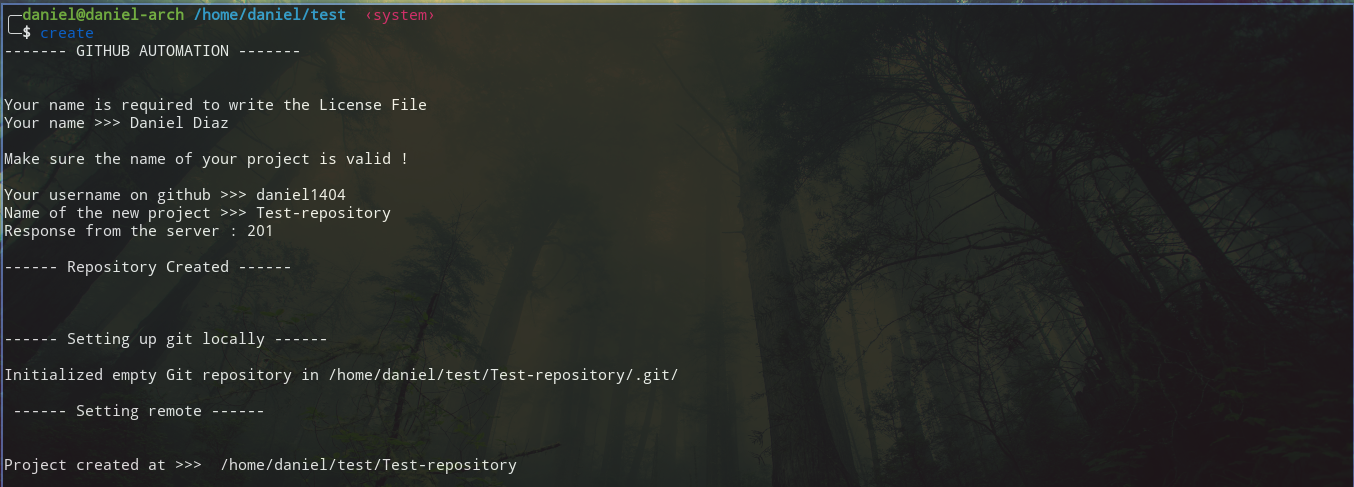 ╭─daniel@daniel-arch /home/daniel/test  ‹system›
╰─$ create
------- GITHUB AUTOMATION -------
Your name is required to write the License File
Your name >>> Daniel Diaz
Make sure the name of your project is valid !
Your username on github >>> daniel1404
Name of the new project >>> Test-repository
Response from the server : 201
------ Repository Created ------
------ Setting up git locally ------
Initialized empty Git repository in /home/daniel/test/Test-repository/.git/
 ------ Setting remote ------
Project created at >>>  /home/daniel/test/Test-repository